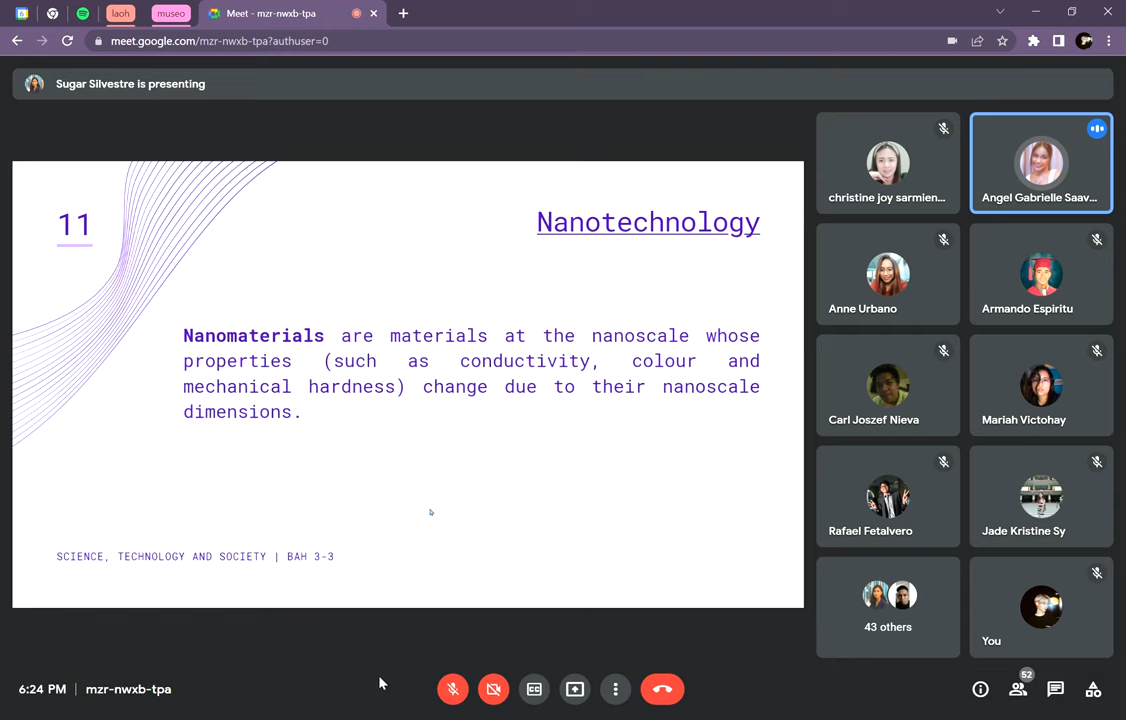 laoh
museo
Meet - mzr-nwxb-tpa
meet.google.com/mzr-nwxb-tpa?authuser=0
Sugar Silvestre is presenting
11
Nanotechnology
Nanomaterials are materials at the nanoscale whose
properties (such as conductivity, colour and
mechanical hardness) change due to their nanoscale
dimensions.
SCIENCE, TECHNOLOGY AND SOCIETY | BAH 3-3
christine joy sarmien...
Angel Gabrielle Saav...
Anne Urbano
Armando Espiritu
Carl Joszef Nieva
Mariah Victohay
Rafael Fetalvero
Jade Kristine Sy
43 others
You
6:24 PM | mzr-nwxb-tpa
CC
52